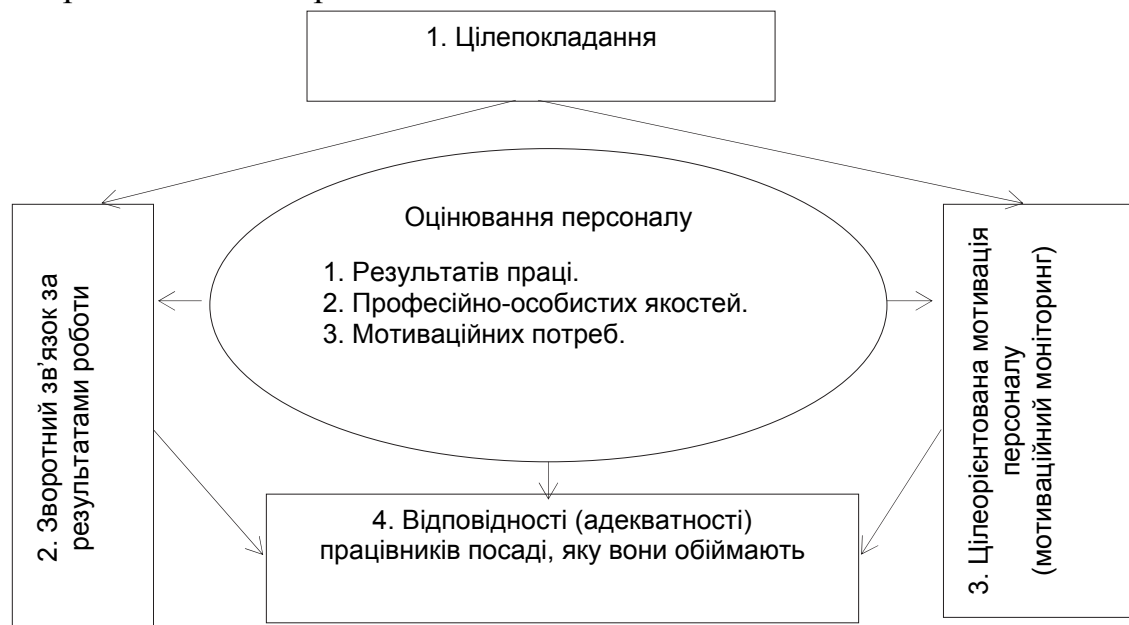 1. Цілепокладання
Оцінювання персоналу
1. Результатів праці.
2. Професійно-особистих якостей.
3. Мотиваційних потреб.
2. Зворотний зв’язок за
результатами роботи
3. Цілеорієнтована мотивація
персоналу
(мотиваційний моніторинг)
4. Відповідності (адекватності)
працівників посаді, яку вони обіймають